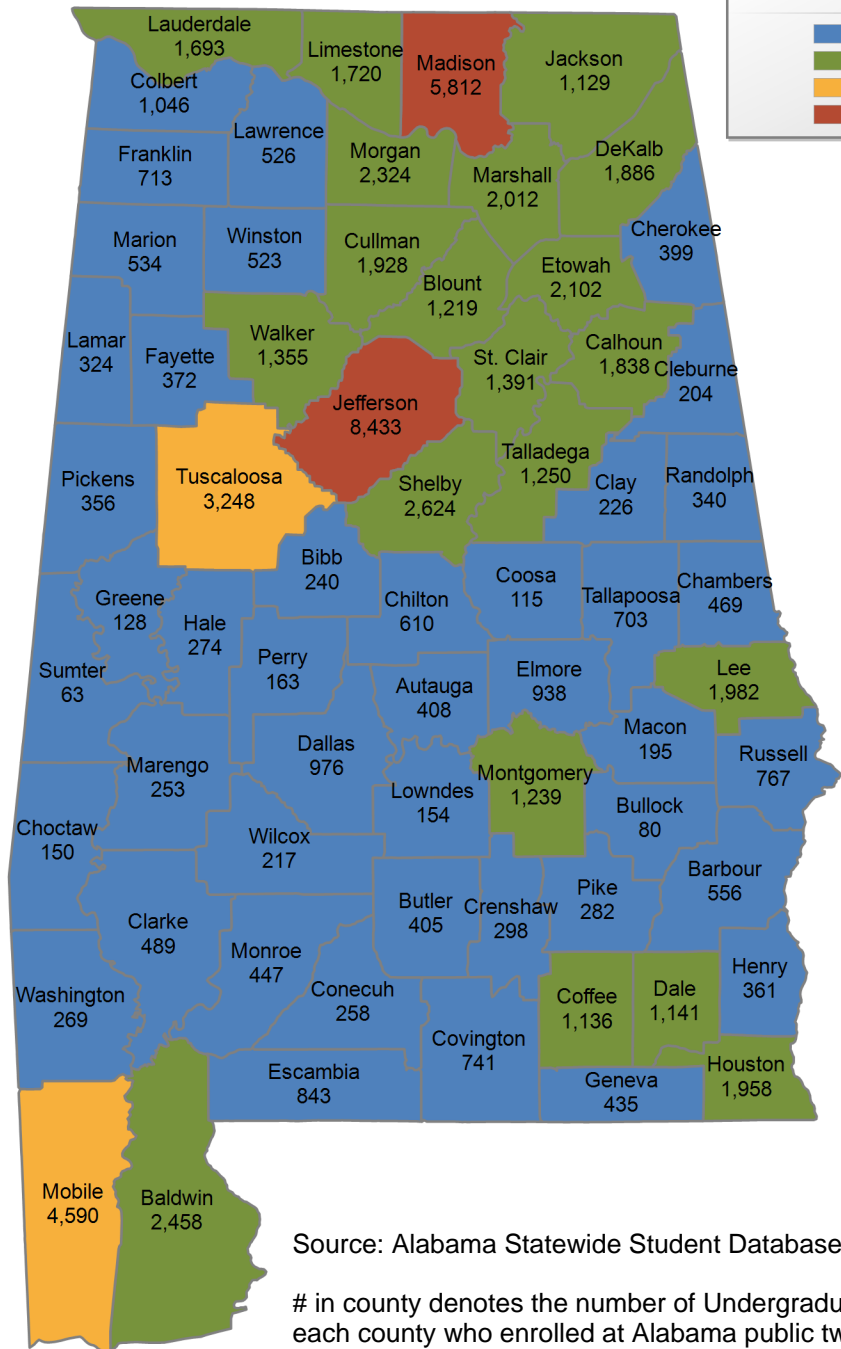 Lauderdale
1,693
Limestone
1,720
Madison
5,812
Jackson
1,129
Colbert
1,046
Lawrence
526
Franklin
713
Morgan
2,324
Marshall
2,012
DeKalb
1,886
Marion
534
Winston
523
Cullman
1,928
Cherokee
399
Blount
1,219
Etowah
2,102
Lamar
324
Fayette
372
Walker
1,355
St. Clair
1,391
Calhoun
1,838
Cleburne
204
Jefferson
8,433
Pickens
356
Tuscaloosa
3,248
Shelby
2,624
Talladega
1,250
Clay
226
Randolph
340
Bibb
240
Greene
128
Hale
274
Chilton
610
Coosa
115
Tallapoosa
703
Chambers
469
Sumter
63
Perry
163
Autauga
408
Elmore
938
Lee
1,982
Marengo
253
Dallas
976
Macon
195
Russell
767
Lowndes
154
Montgomery
1,239
Bullock
80
Choctaw
150
Wilcox
217
Barbour
556
Clarke
489
Butler
405
Crenshaw
298
Pike
282
Monroe
447
Washington
269
Conecuh
258
Coffee
1,136
Dale
1,141
Henry
361
Covington
741
Escambia
843
Geneva
435
Houston
1,958
Mobile
4,590
Baldwin
2,458
Source: Alabama Statewide Student Database
# in county denotes the number of Undergradu
each county who enrolled at Alabama public tw